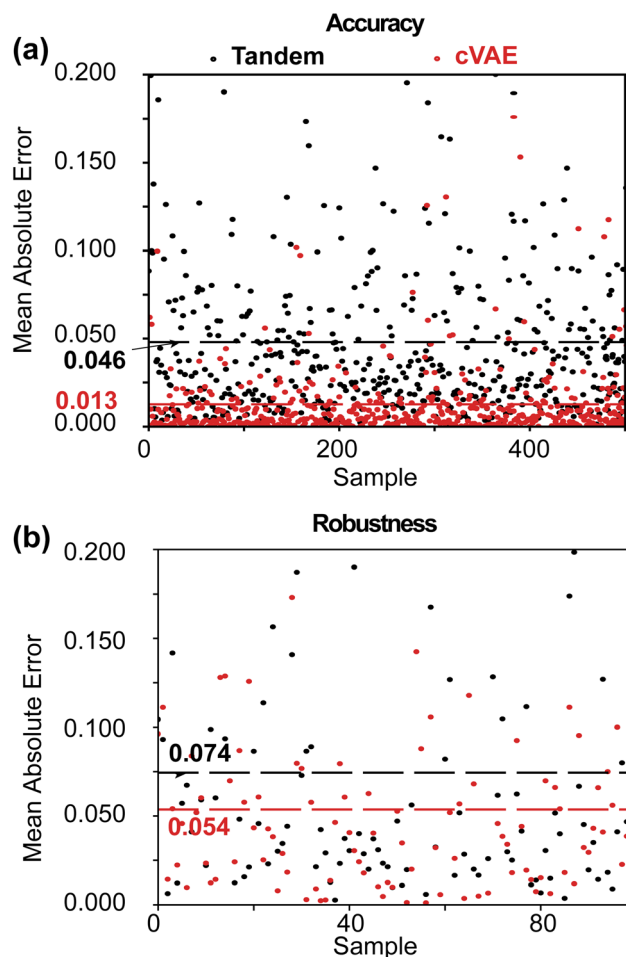 Accuracy
(a)
Tandem cVAE
0.200
0.150
0.100
0.050
0.046
0.013
0.000
Mean Absolute Error
0 200 400
Sample
Robustness
(b)
0.200
0.150
0.100
0.074
0.050
0.054
0.000
Mean Absolute Error
0 40 80
Sample